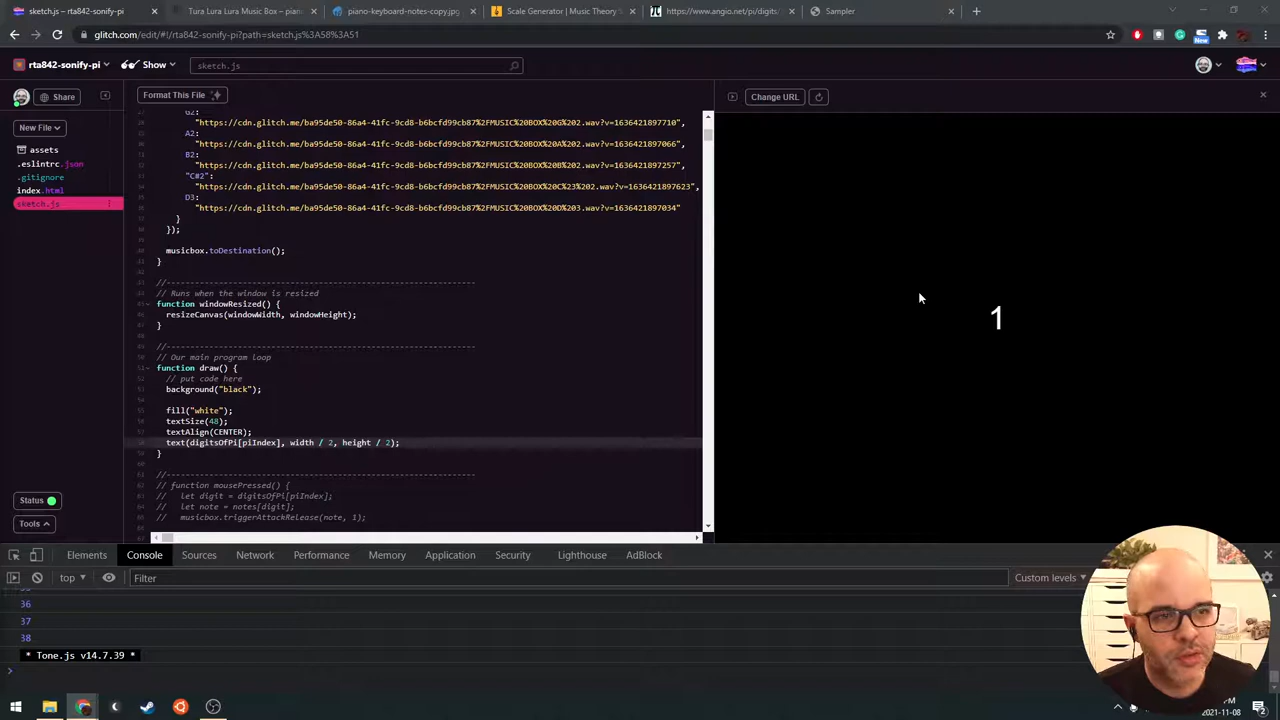 sketch.js – rta842-sonify-pi
Tura Lura Lura Music Box – piano
piano-keyboard-notes-copy.jpg
Scale Generator | Music Theory
https://www.angio.net/pi/digits/
Sampler
glitch.com/edit/#!/rta842-sonify-pi?path=sketch.js%3A58%3A51
New
rta842-sonify-pi
Show
sketch.js
Share
Format This File
Change URL
New File
assets
.eslintrc.json
.gitignore
index.html
sketch.js
G2:
"https://cdn.glitch.me/ba95de50-86a4-41fc-9cd8-b6bcfd99cb87%2FMUSIC%20BOX%20G%202.wav?v=1636421897710",
A2:
"https://cdn.glitch.me/ba95de50-86a4-41fc-9cd8-b6bcfd99cb87%2FMUSIC%20BOX%20A%202.wav?v=1636421897066",
B2:
"https://cdn.glitch.me/ba95de50-86a4-41fc-9cd8-b6bcfd99cb87%2FMUSIC%20BOX%20B%202.wav?v=1636421897257",
"C#2":
"https://cdn.glitch.me/ba95de50-86a4-41fc-9cd8-b6bcfd99cb87%2FMUSIC%20BOX%20C%23%202.wav?v=1636421897623",
D3:
"https://cdn.glitch.me/ba95de50-86a4-41fc-9cd8-b6bcfd99cb87%2FMUSIC%20BOX%20D%203.wav?v=1636421897034"
}
});
musicbox.toDestination();
}
//---------------------------------------------------------------
// Runs when the window is resized
function windowResized() {
resizeCanvas(windowWidth, windowHeight);
}
//---------------------------------------------------------------
// Our main program loop
function draw() {
// put code here
background("black");
fill("white");
textSize(48);
textAlign(CENTER);
text(digitsOfPi[piIndex], width / 2, height / 2);
}
//---------------------------------------------------------------
// function mousePressed() {
// let digit = digitsOfPi[piIndex];
// let note = notes[digit];
// musicbox.triggerAttackRelease(note, 1);
1
Status
Tools
Elements
Console
Sources
Network
Performance
Memory
Application
Security
Lighthouse
AdBlock
top
Filter
Custom levels
36
37
38
* Tone.js v14.7.39 *
2021-11-08
2